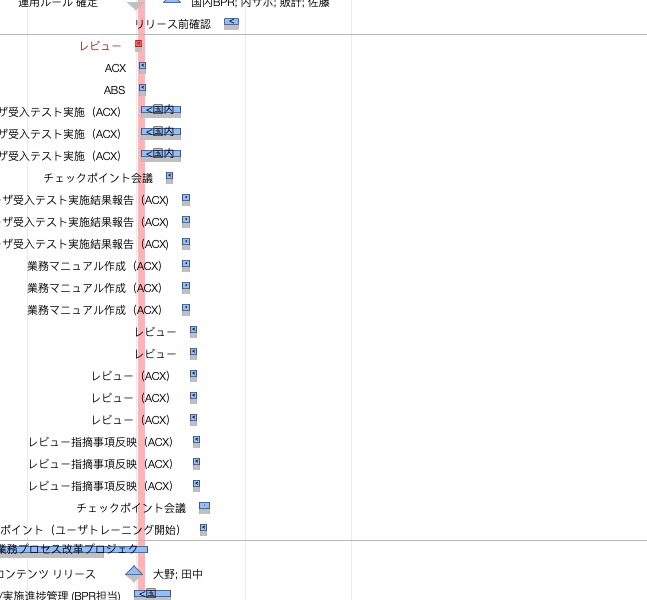 運用ルール 確定 国内BPR; 内サポ; 販計; 佐藤
リリース前確認
レビュー
ACX
ABS
ザ受入テスト実施（ACX） <国内
ザ受入テスト実施（ACX） <国内
ザ受入テスト実施（ACX） <国内
チェックポイント会議
ザ受入テスト実施結果報告（ACX）
ザ受入テスト実施結果報告（ACX）
ザ受入テスト実施結果報告（ACX）
業務マニュアル作成（ACX）
業務マニュアル作成（ACX）
業務マニュアル作成（ACX）
レビュー
レビュー
レビュー（ACX）
レビュー（ACX）
レビュー（ACX）
レビュー指摘事項反映（ACX）
レビュー指摘事項反映（ACX）
レビュー指摘事項反映（ACX）
チェックポイント会議
ポイント（ユーザトレーニング開始）
業務プロセス改革プロジェク
コンテンツ リリース 大野; 田中
/実施進捗管理 (BPR担当) <国